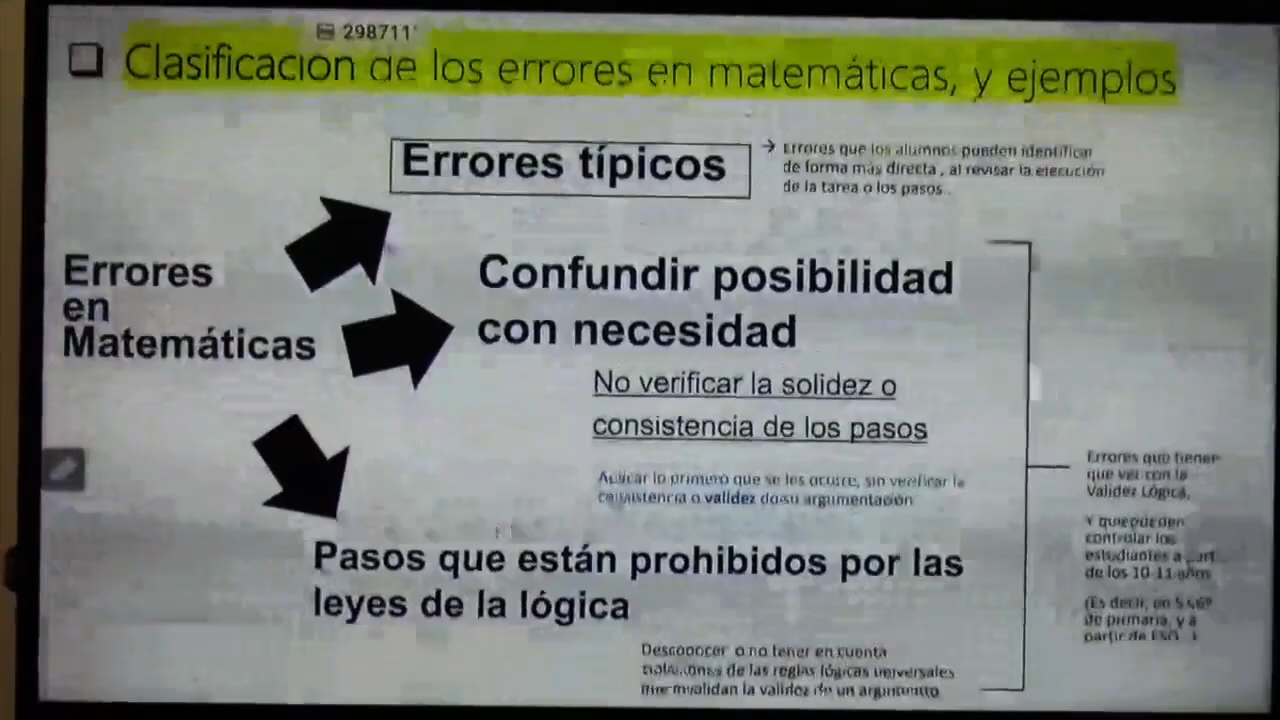 298711
Clasificación de los errores en matemáticas, y ejemplos
Errores típicos
→ Errores que los alumnos pueden identificar
de forma más directa , al revisar la ejecución
de la tarea o los pasos.
Errores
en
Matemáticas
Confundir posibilidad
con necesidad
No verificar la solidez o
consistencia de los pasos
lo primero que se les ocurre, sin verificar la
consistencia o validez de su argumentación
Errores que tienen
que ver con la
Validez Lógica,
Y que pueden
controlar los
estudiantes a
de los 10-11 años
(Es decir, en 5 y 6º
de primaria, y a
partir de ESO
Pasos que están prohibidos por las
leyes de la lógica
Desconocer o no tener en cuenta
de las reglas lógicas universales
que invalidan la validez de un argumento